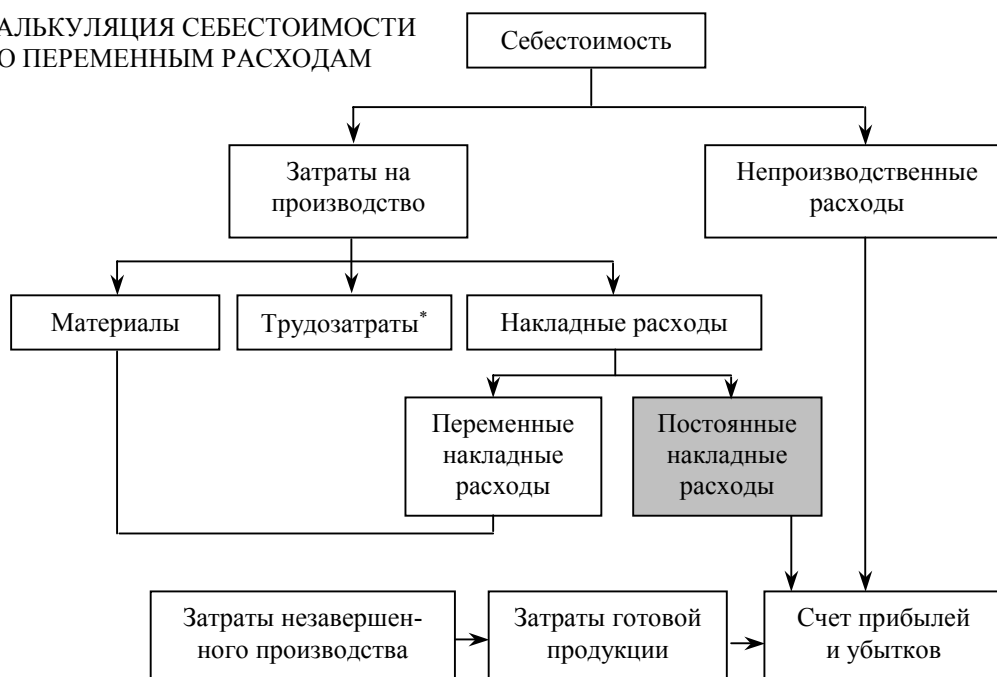 АЛЬКУЛЯЦИЯ СЕБЕСТОИМОСТИ
О ПЕРЕМЕННЫМ РАСХОДАМ
Себестоимость
Затраты на
производство
Непроизводственные
расходы
Материалы
Трудозатраты*
Накладные расходы
Переменные
накладные
расходы
Постоянные
накладные
расходы
Затраты незавершен-
ного производства
Затраты готовой
продукции
Счет прибылей
и убытков